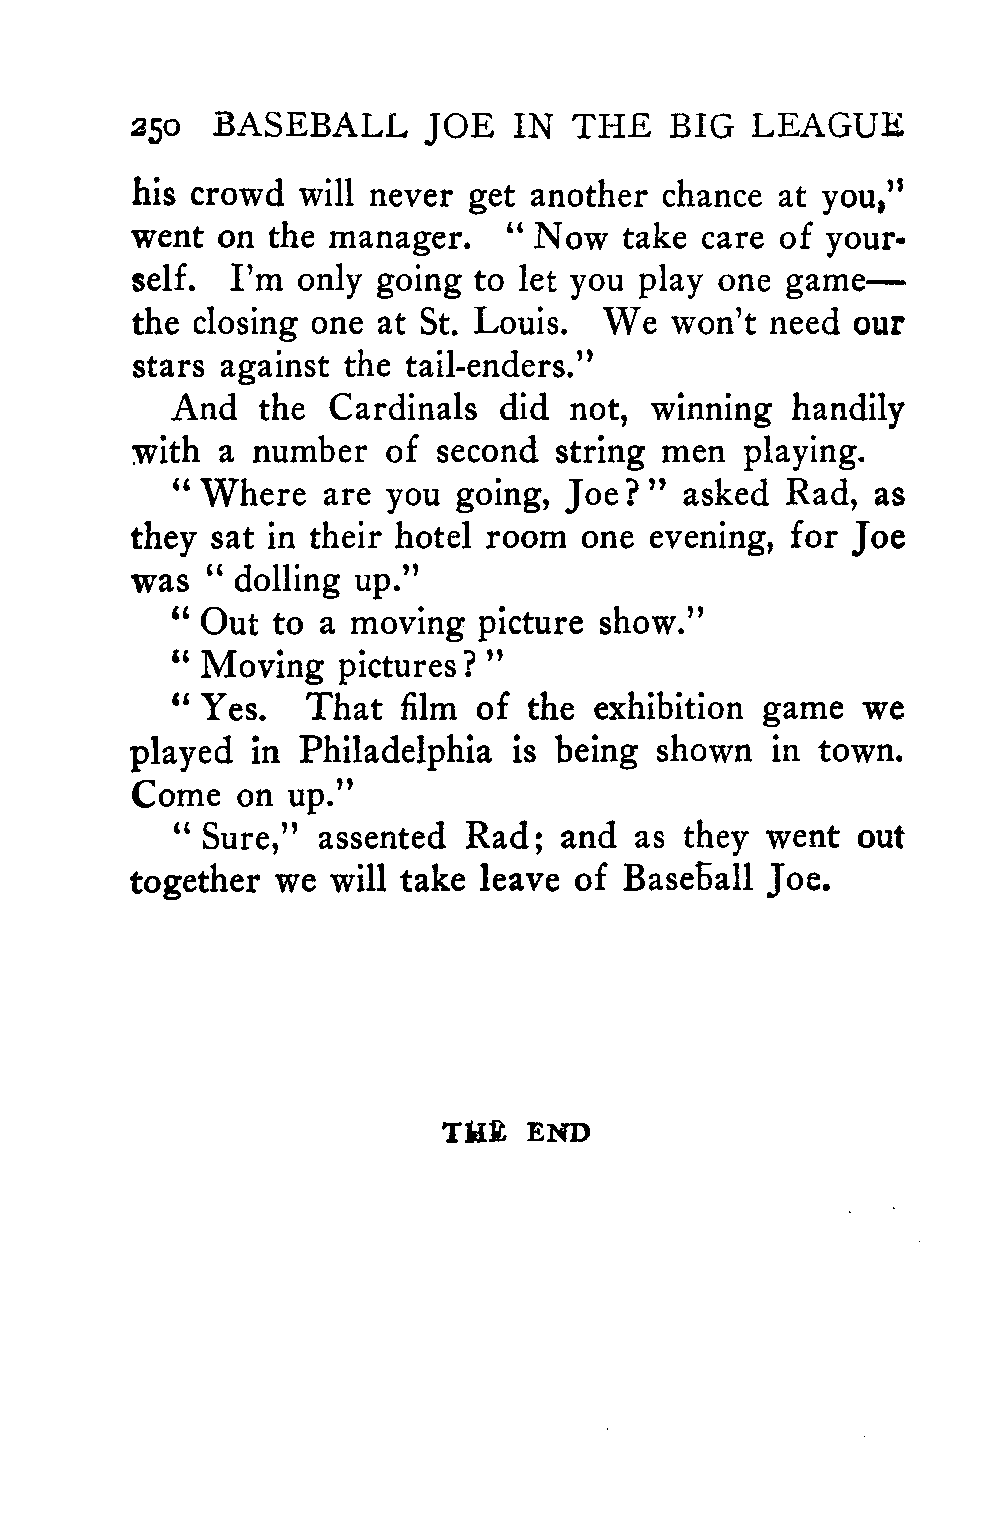 250 BASEBALL JOE IN THE BIG LEAGUE
his crowd will never get another chance at you,"
went on the manager. "Now take care of your-
self. I'm only going to let you play one game—
the closing one at St. Louis. We won't need our
stars against the tail-enders."
And the Cardinals did not, winning handily
with a number of second string men playing.
"Where are you going, Joe?" asked Rad, as
they sat in their hotel room one evening, for Joe
was "dolling up."
"Out to a moving picture show."
"Moving pictures?"
"Yes. That film of the exhibition game we
played in Philadelphia is being shown in town.
Come on up."
"Sure," assented Rad; and as they went out
together we will take leave of Baseball Joe.
THE END